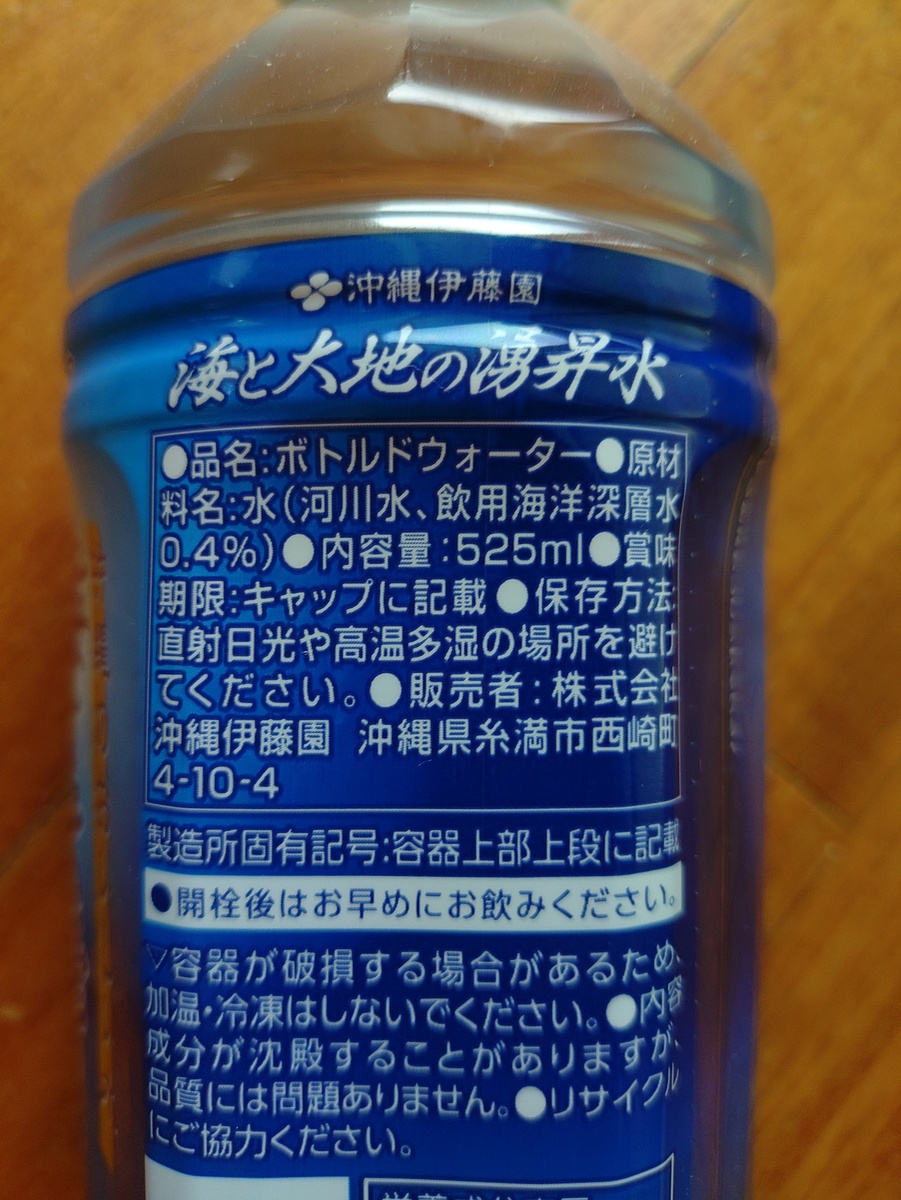 沖縄伊藤園
海と大地の湧昇水
●品名:ボトルドウォーター●原材
料名:水(河川水、飲用海洋深層水
0.4%)●内容量:525ml●賞味
期限:キャップに記載 ●保存方法:
直射日光や高温多湿の場所を避け
てください。●販売者:株式会社
沖縄伊藤園 沖縄県糸満市西崎町
4-10-4
製造所固有記号:容器上部上段に記載
●開栓後はお早めにお飲みください。
▽容器が破損する場合があるため、
加温・冷凍はしないでください。●内容
成分が沈殿することがありますが、
品質には問題ありません。●リサイクル
にご協力ください。